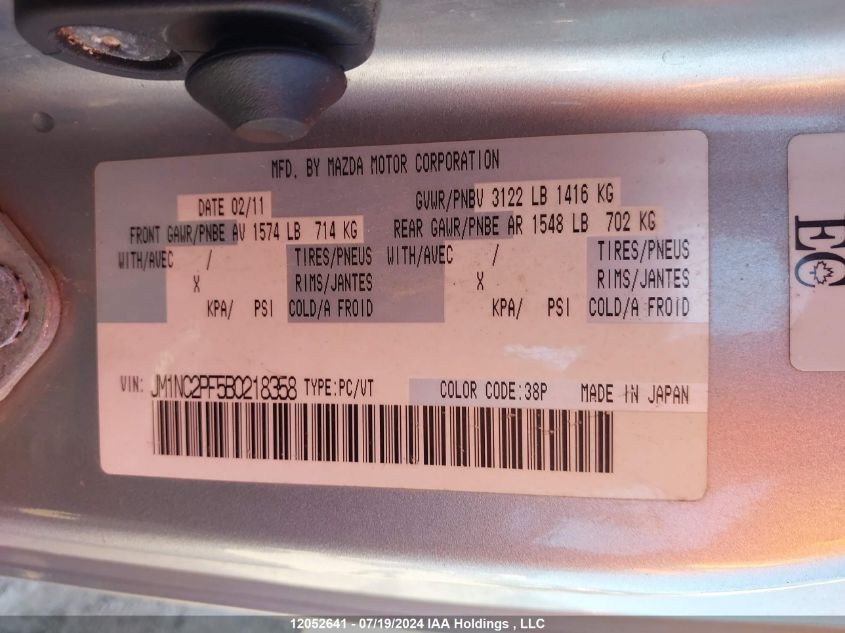 MFD. BY MAZDA MOTOR CORPORATION
DATE 02/11 GVWR/PNBV 3122 LB 1416 KG
FRONT GAWR/PNBE AV 1574 LB 714 KG REAR GAWR/PNBE AR 1548 LB 702 KG
WITH/AVEC / TIRES/PNEUS WITH/AVEC / TIRES/PNEUS
X RIMS/JANTES X RIMS/JANTES
KPA/ PSI COLD/A FROID KPA/ PSI COLD/A FROID
VIN: JM1NC2PF5B0218358 TYPE:PC/VT COLOR CODE:38P MADE IN JAPAN
EC
12052641 - 07/19/2024 IAA Holdings , LLC